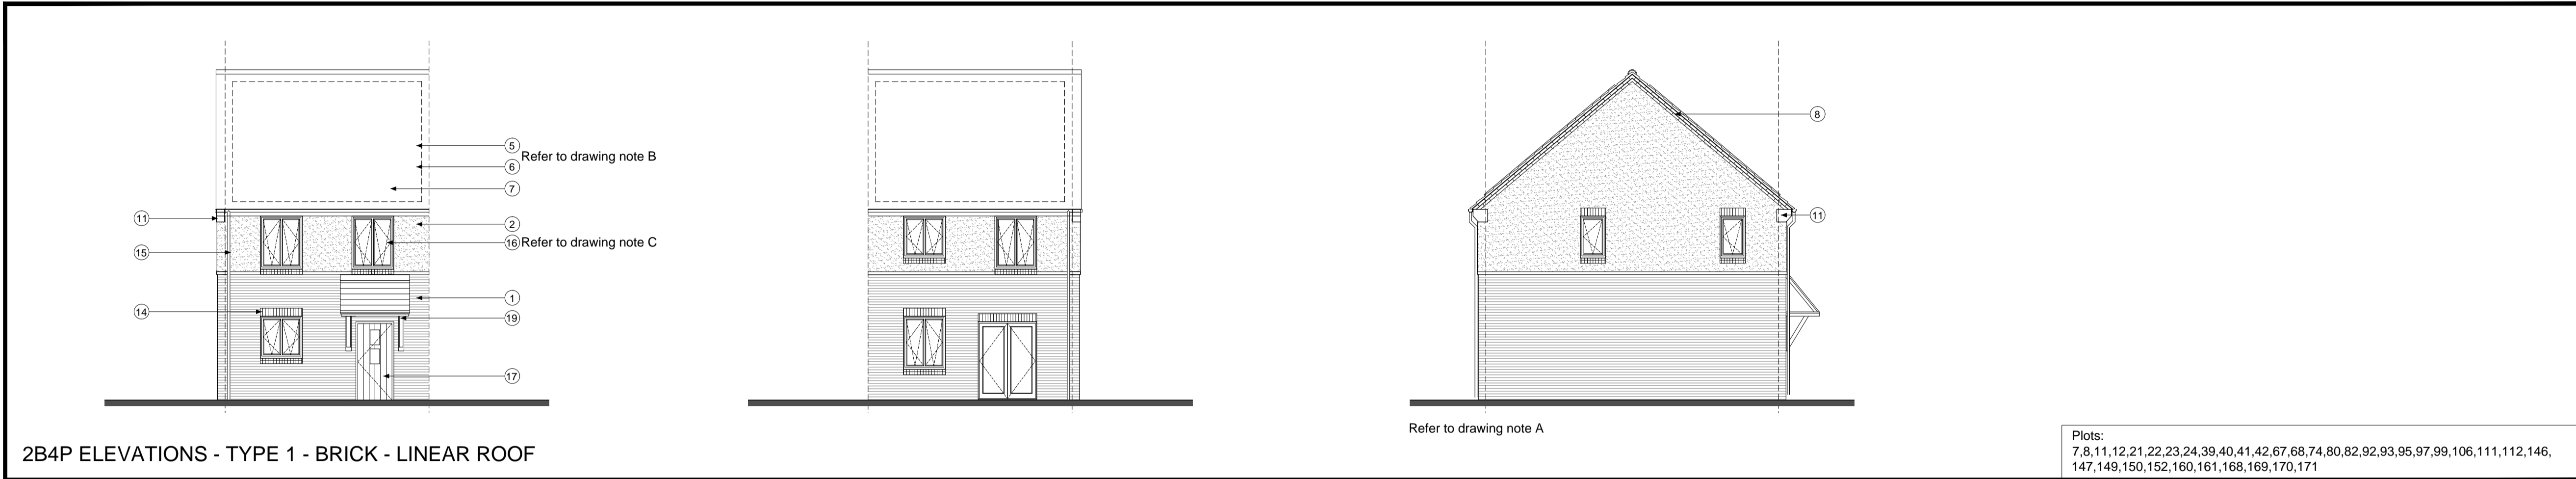 5
Refer to drawing note B
6
7
11
2
16 Refer to drawing note C
15
1
14
19
17
8
11
Refer to drawing note A
2B4P ELEVATIONS - TYPE 1 - BRICK - LINEAR ROOF
Plots:
7,8,11,12,21,22,23,24,39,40,41,42,67,68,74,80,82,92,93,95,97,99,106,111,112,146,
147,149,150,152,160,161,168,169,170,171